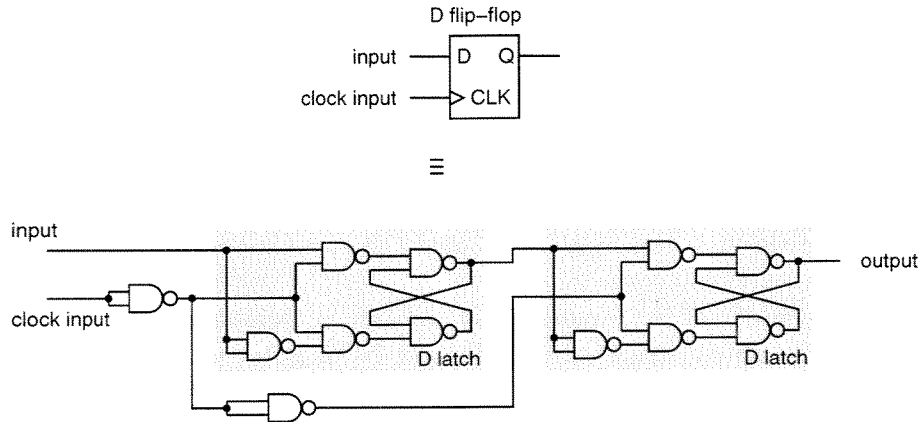 D flip–flop
input
D Q
clock input
CLK
≡
input
output
clock input
D latch
D latch